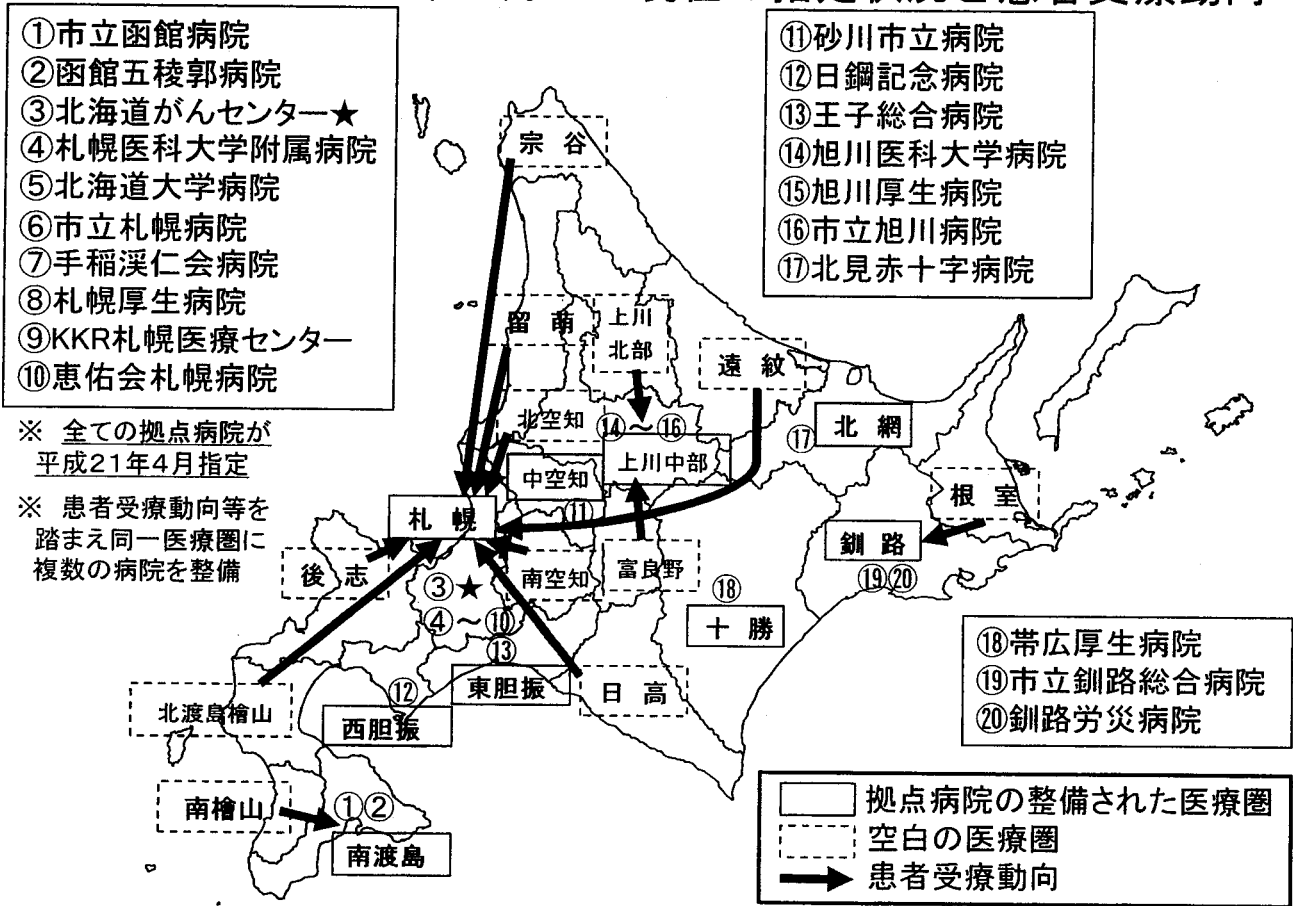 ①市立函館病院
②函館五稜郭病院
③北海道がんセンター★
④札幌医科大学附属病院
⑤北海道大学病院
⑥市立札幌病院
⑦手稲渓仁会病院
⑧札幌厚生病院
⑨KKR札幌医療センター
⑩恵佑会札幌病院
※ 全ての拠点病院が
平成21年4月指定
※ 患者受療動向等を
踏まえ同一医療圏に
複数の病院を整備
⑪砂川市立病院
⑫日鋼記念病院
⑬王子総合病院
⑭旭川医科大学病院
⑮旭川厚生病院
⑯市立旭川病院
⑰北見赤十字病院
宗谷
留萌
上川
北部
遠紋
北空知
⑭～⑯
⑰
北網
中空知
上川中部
根室
札幌
⑪
釧路
後志
南空知
富良野
③★
⑱
⑲⑳
④～⑩
十勝
⑬
東胆振
日高
北渡島檜山
⑫
西胆振
南檜山
①②
南渡島
⑱帯広厚生病院
⑲市立釧路総合病院
⑳釧路労災病院
拠点病院の整備された医療圏
空白の医療圏
患者受療動向